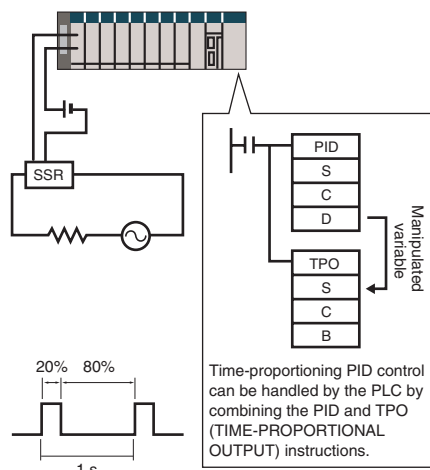 SSR
PID
S
C
D
Manipulated
variable
TPO
S
C
B
Time-proportioning PID control
can be handled by the PLC by
combining the PID and TPO
(TIME-PROPORTIONAL
OUTPUT) instructions.
20% 80%
1 s